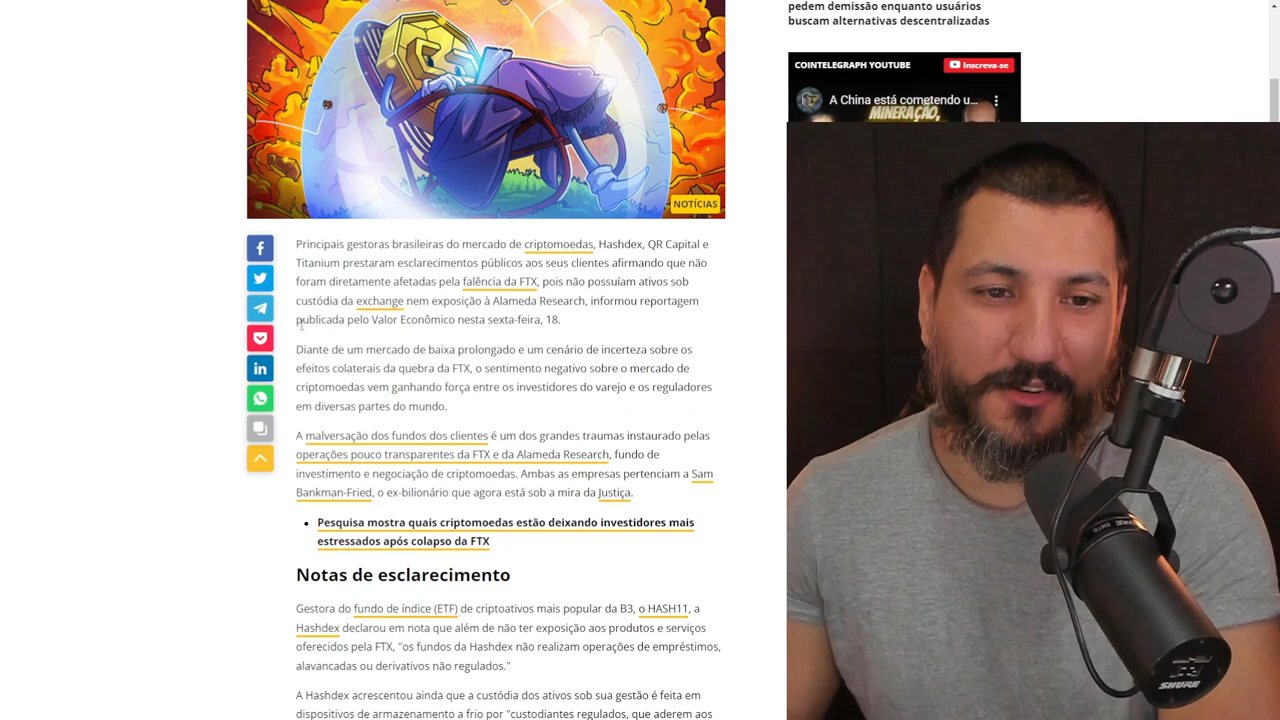 pedem demissão enquanto usuários
buscam alternativas descentralizadas
COINTELEGRAPH YOUTUBE
Inscreva-se
A China está cometendo u...
MINERAÇÃO,
NOTÍCIAS
Principais gestoras brasileiras do mercado de criptomoedas, Hashdex, QR Capital e
Titanium prestaram esclarecimentos públicos aos seus clientes afirmando que não
foram diretamente afetadas pela falência da FTX, pois não possuíam ativos sob
custódia da exchange nem exposição à Alameda Research, informou reportagem
publicada pelo Valor Econômico nesta sexta-feira, 18.
Diante de um mercado de baixa prolongado e um cenário de incerteza sobre os
efeitos colaterais da quebra da FTX, o sentimento negativo sobre o mercado de
criptomoedas vem ganhando força entre os investidores do varejo e os reguladores
em diversas partes do mundo.
A malversação dos fundos dos clientes é um dos grandes traumas instaurado pelas
operações pouco transparentes da FTX e da Alameda Research, fundo de
investimento e negociação de criptomoedas. Ambas as empresas pertenciam a Sam
Bankman-Fried, o ex-bilionário que agora está sob a mira da Justiça.
• Pesquisa mostra quais criptomoedas estão deixando investidores mais
estressados após colapso da FTX
Notas de esclarecimento
Gestora do fundo de índice (ETF) de criptoativos mais popular da B3, o HASH11, a
Hashdex declarou em nota que além de não ter exposição aos produtos e serviços
oferecidos pela FTX, "os fundos da Hashdex não realizam operações de empréstimos,
alavancadas ou derivativos não regulados."
A Hashdex acrescentou ainda que a custódia dos ativos sob sua gestão é feita em
dispositivos de armazenamento a frio por "custodiantes regulados, que aderem aos
SHURE